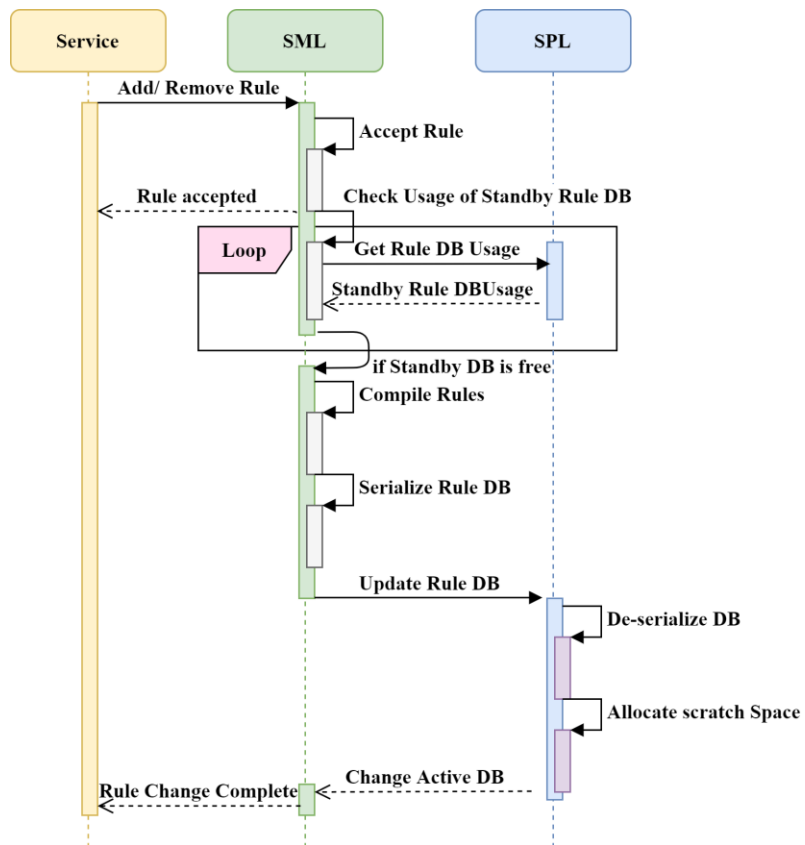 Service
SML
SPL
Add/ Remove Rule
Accept Rule
Check Usage of Standby Rule DB
Rule accepted
Loop
Get Rule DB Usage
Standby Rule DBUsage
if Standby DB is free
Compile Rules
Serialize Rule DB
Update Rule DB
De-serialize DB
Allocate scratch Space
Change Active DB
Rule Change Complete